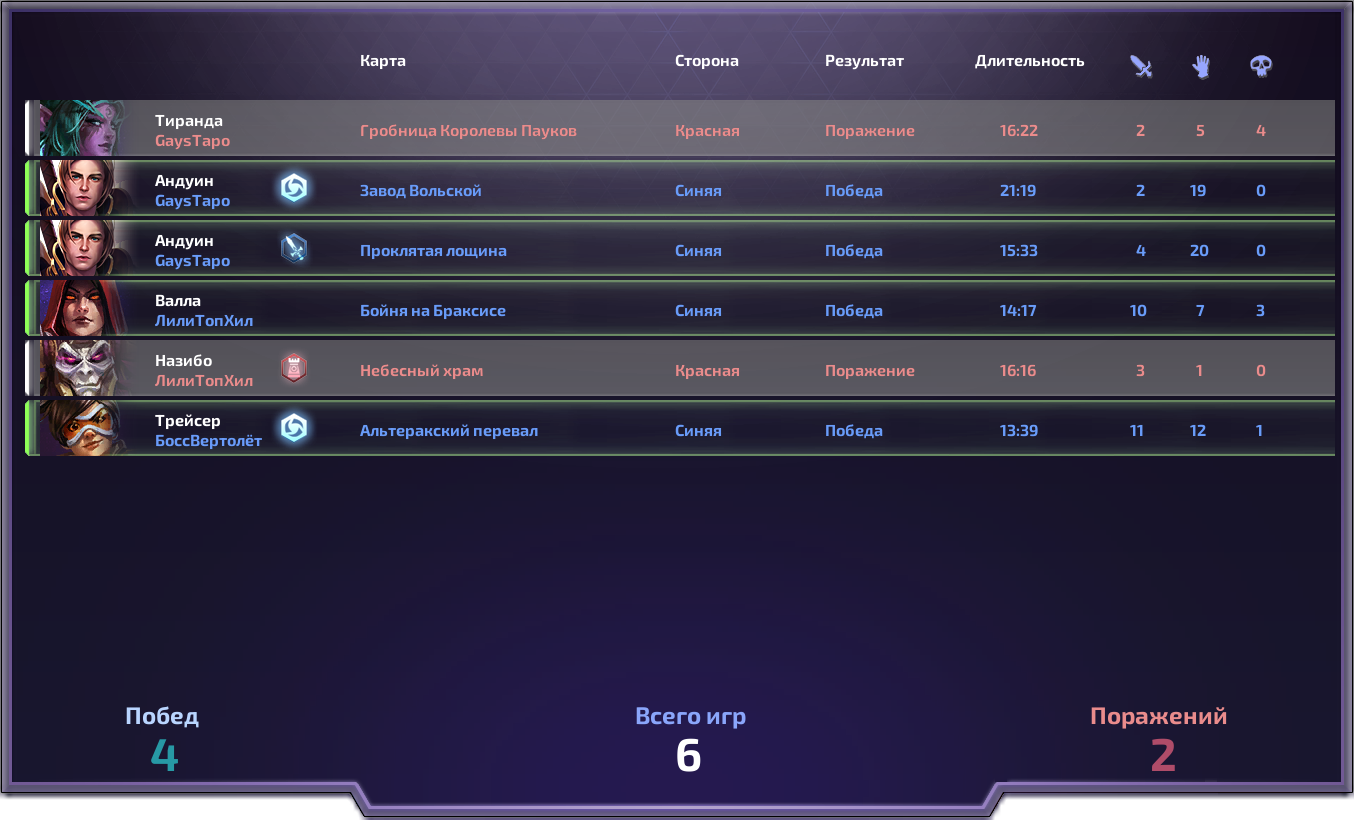 Карта Сторона Результат Длительность
Тиранда
GaysTapo Гробница Королевы Пауков Красная Поражение 16:22 2 5 4
Андуин
GaysTapo Завод Вольской Синяя Победа 21:19 2 19 0
Андуин
GaysTapo Проклятая лощина Синяя Победа 15:33 4 20 0
Валла
ЛилиТопХил Бойня на Браксисе Синяя Победа 14:17 10 7 3
Назибо
ЛилиТопХил Небесный храм Красная Поражение 16:16 3 1 0
Трейсер
БоссВертолёт Альтеракский перевал Синяя Победа 13:39 11 12 1
Побед Всего игр Поражений
4 6 2